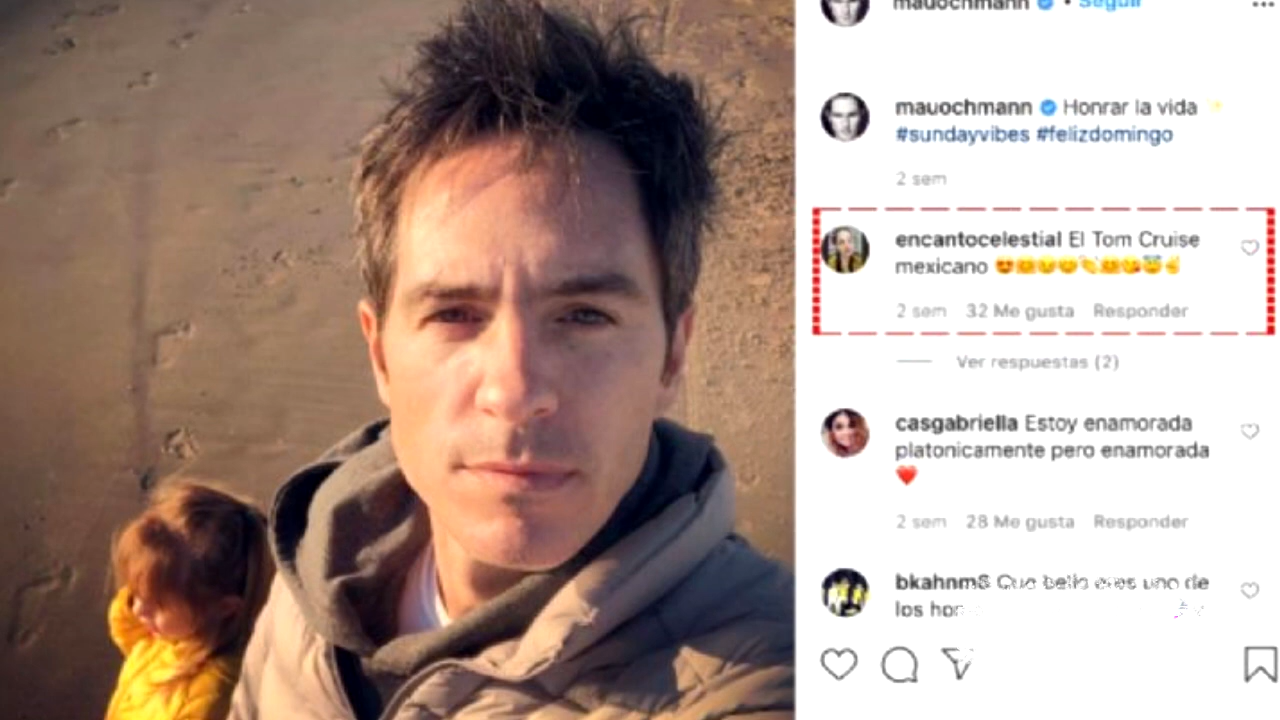 mauochmann • Seguir
mauochmann Honrar la vida ✨
#sundayvibes #felizdomingo
2 sem
encantocelestial El Tom Cruise
mexicano
2 sem 32 Me gusta Responder
Ver respuestas (2)
casgabriella Estoy enamorada
platonicamente pero enamorada
❤️
2 sem 28 Me gusta Responder
bkahnm8 Que bello eres uno de
los